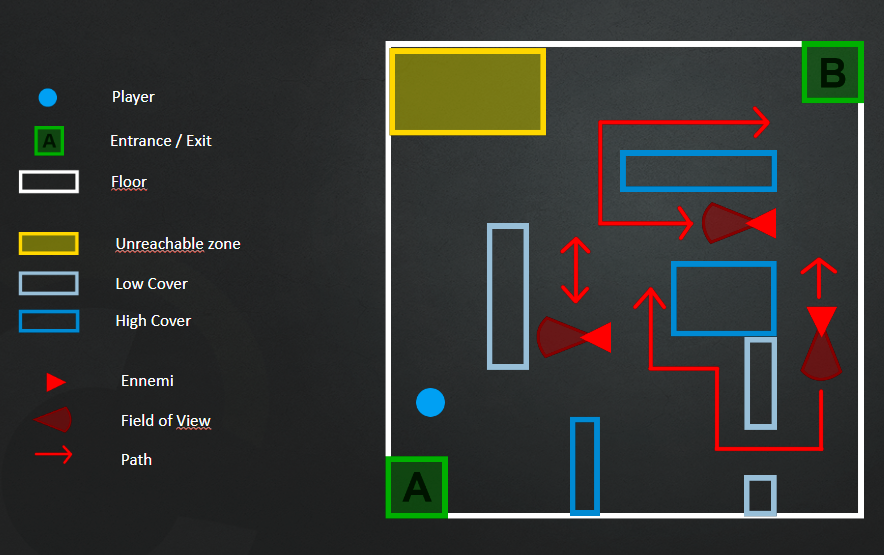 Player
A
Entrance / Exit
Floor
Unreachable zone
Low Cover
High Cover
Ennemi
Field of View
Path
B
A